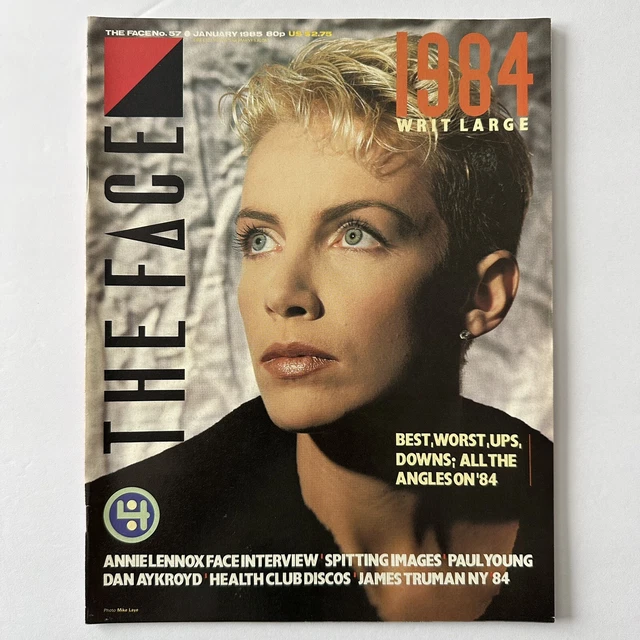 THE FACE No. 57 @ JANUARY 1985 80p US $2.75
THE FACE
1984
WRIT LARGE
BEST, WORST, UPS,
DOWNS; ALL THE
ANGLES ON '84
4
ANNIE LENNOX FACE INTERVIEW ' SPITTING IMAGES ' PAUL YOUNG
DAN AYKROYD ' HEALTH CLUB DISCOS ' JAMES TRUMAN NY 84
Photo Mike Laye